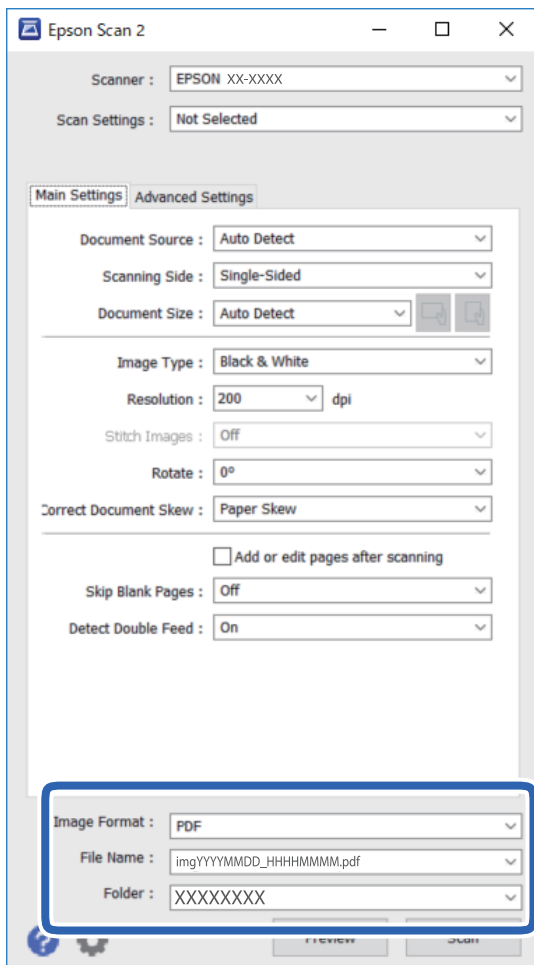 Epson Scan 2
Scanner : EPSON XX-XXXX
Scan Settings : Not Selected
Main Settings Advanced Settings
Document Source : Auto Detect
Scanning Side : Single-Sided
Document Size : Auto Detect
Image Type : Black & White
Resolution : 200 dpi
Stitch Images : Off
Rotate : 0º
Correct Document Skew : Paper Skew
Add or edit pages after scanning
Skip Blank Pages : Off
Detect Double Feed : On
Image Format : PDF
File Name : imgYYYYMMDD_HHHHMMMM.pdf
Folder : XXXXXXXX
? Preview Scan